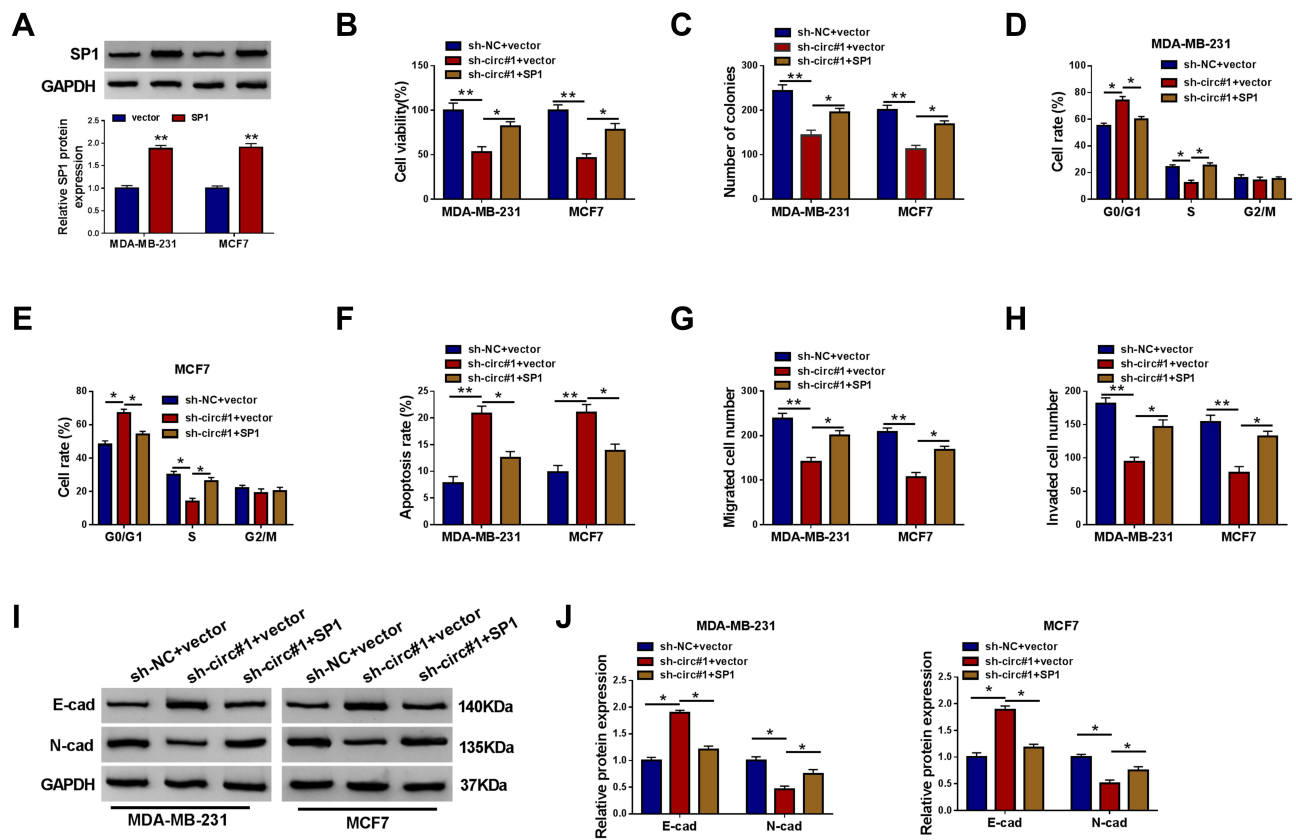 A
SP1
GAPDH
vector SP1
Relative SP1 protein
expression
2.5
2.0
1.5
1.0
0.5
0.0
** **
MDA-MB-231 MCF7
B
sh-NC+vector
sh-circ#1+vector
sh-circ#1+SP1
Cell viability(%)
150
100
50
0
** * ** *
MDA-MB-231 MCF7
C
sh-NC+vector
sh-circ#1+vector
sh-circ#1+SP1
Number of colonies
300
200
100
0
** * ** *
MDA-MB-231 MCF7
D
MDA-MB-231
sh-NC+vector
sh-circ#1+vector
sh-circ#1+SP1
Cell rate (%)
100
80
60
40
20
0
* * * *
G0/G1 S G2/M
E
MCF7
sh-NC+vector
sh-circ#1+vector
sh-circ#1+SP1
Cell rate (%)
80
60
40
20
0
* * * *
G0/G1 S G2/M
F
sh-NC+vector
sh-circ#1+vector
sh-circ#1+SP1
Apoptosis rate (%)
25
20
15
10
5
0
** * ** *
MDA-MB-231 MCF7
G
sh-NC+vector
sh-circ#1+vector
sh-circ#1+SP1
Migrated cell number
300
200
100
0
** * ** *
MDA-MB-231 MCF7
H
sh-NC+vector
sh-circ#1+vector
sh-circ#1+SP1
Invaded cell number
200
150
100
50
0
** * ** *
MDA-MB-231 MCF7
I
sh-NC+vector sh-circ#1+vector sh-circ#1+SP1 sh-NC+vector sh-circ#1+vector sh-circ#1+SP1
E-cad 140KDa
N-cad 135KDa
GAPDH 37KDa
MDA-MB-231 MCF7
J
MDA-MB-231
sh-NC+vector
sh-circ#1+vector
sh-circ#1+SP1
Relative protein expression
2.5
2.0
1.5
1.0
0.5
0.0
* * * *
E-cad N-cad
MCF7
sh-NC+vector
sh-circ#1+vector
sh-circ#1+SP1
Relative protein expression
2.5
2.0
1.5
1.0
0.5
0.0
* * * *
E-cad N-cad